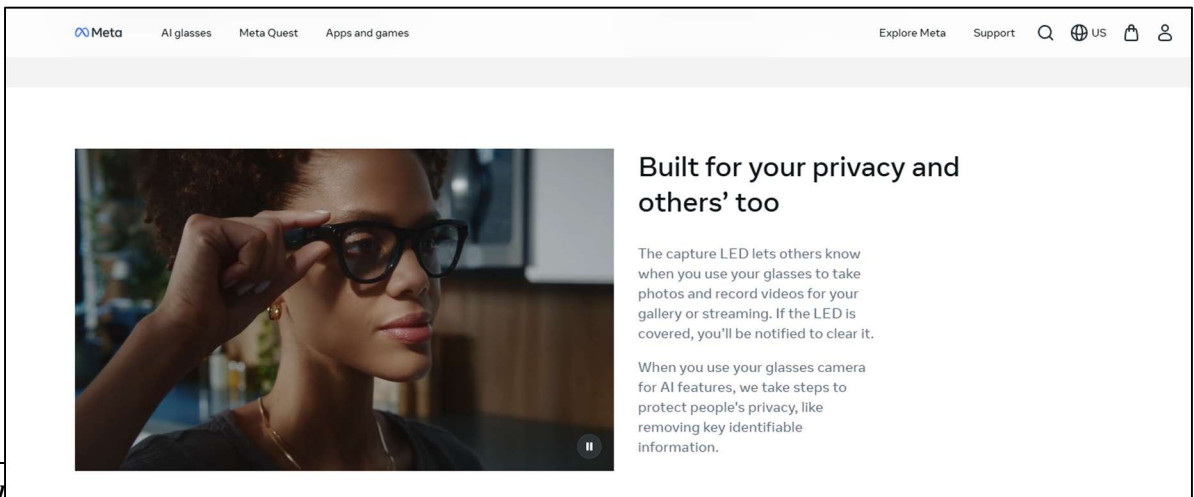 Meta AI glasses Meta Quest Apps and games Explore Meta Support US
Built for your privacy and
others’ too
The capture LED lets others know
when you use your glasses to take
photos and record videos for your
gallery or streaming. If the LED is
covered, you’ll be notified to clear it.
When you use your glasses camera
for AI features, we take steps to
protect people's privacy, like
removing key identifiable
information.